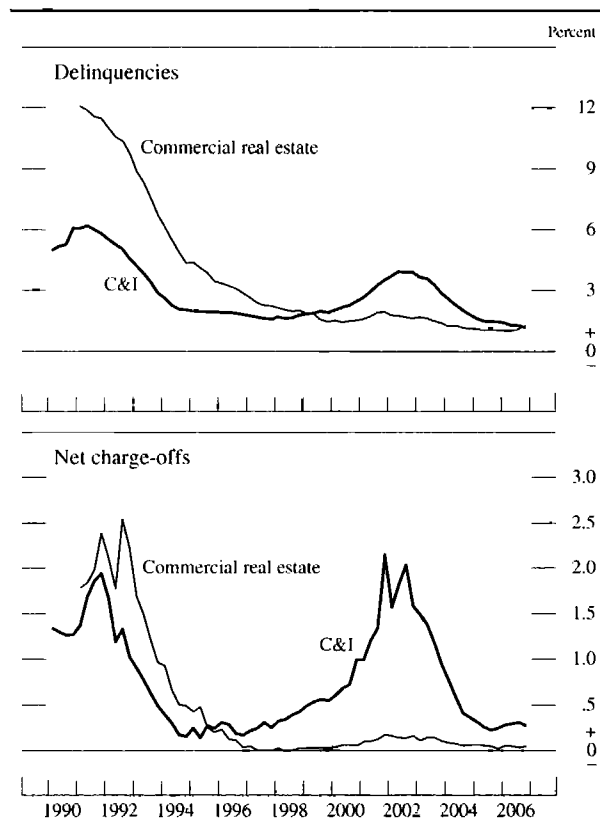 Percent
Delinquencies
12
Commercial real estate
9
6
C&I
3
+
0
–
Net charge-offs
3.0
2.5
Commercial real estate
2.0
C&I
1.5
1.0
.5
+
0
–
1990 1992 1994 1996 1998 2000 2002 2004 2006